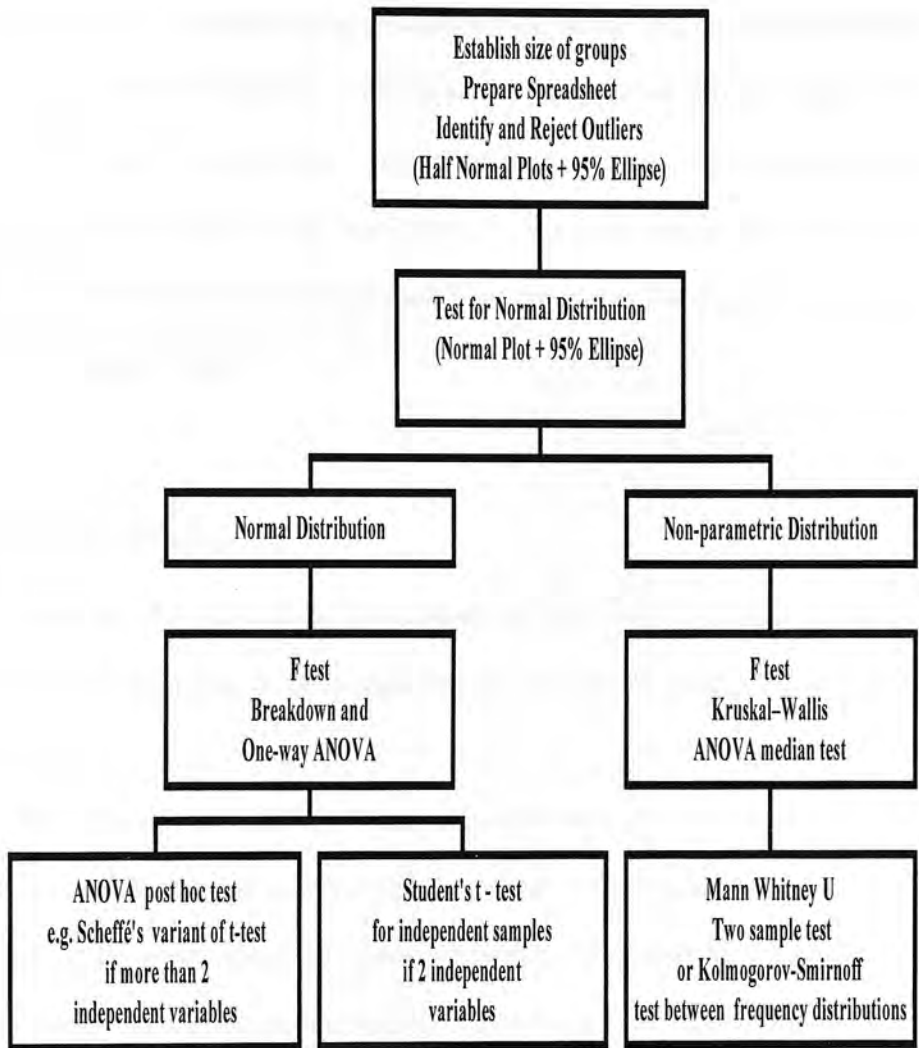 Establish size of groups
Prepare Spreadsheet
Identify and Reject Outliers
(Half Normal Plots + 95% Ellipse)
Test for Normal Distribution
(Normal Plot + 95% Ellipse)
Normal Distribution
Non-parametric Distribution
F test
Breakdown and
One-way ANOVA
F test
Kruskal–Wallis
ANOVA median test
ANOVA post hoc test
e.g. Scheffé's variant of t-test
if more than 2
independent variables
Student's t - test
for independent samples
if 2 independent
variables
Mann Whitney U
Two sample test
or Kolmogorov-Smirnoff
test between frequency distributions